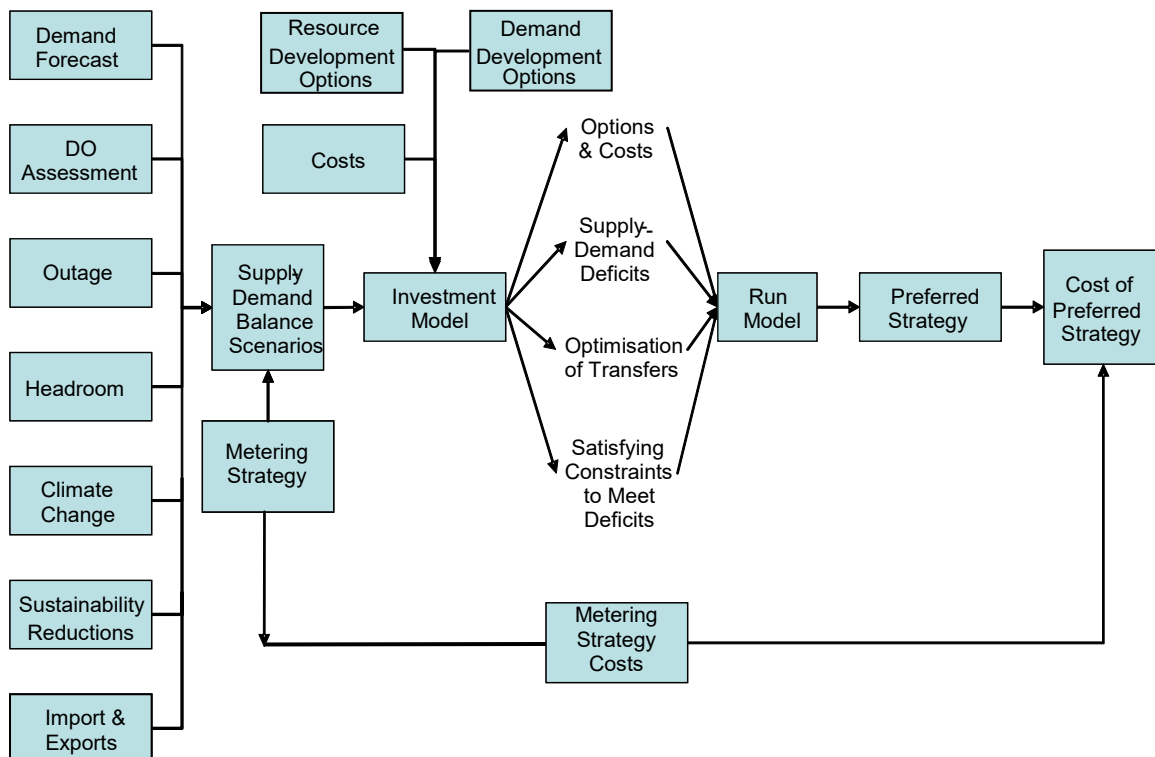 Demand
Forecast
DO
Assessment
Outage
Headroom
Climate
Change
Sustainability
Reductions
Import &
Exports
Resource
Development
Options
Demand
Development
Options
Costs
Supply-
Demand
Balance
Scenarios
Metering
Strategy
Investment
Model
Options
& Costs
Supply-
Demand
Deficits
Optimisation
of Transfers
Satisfying
Constraints
to Meet
Deficits
Run
Model
Preferred
Strategy
Cost of
Preferred
Strategy
Metering
Strategy
Costs